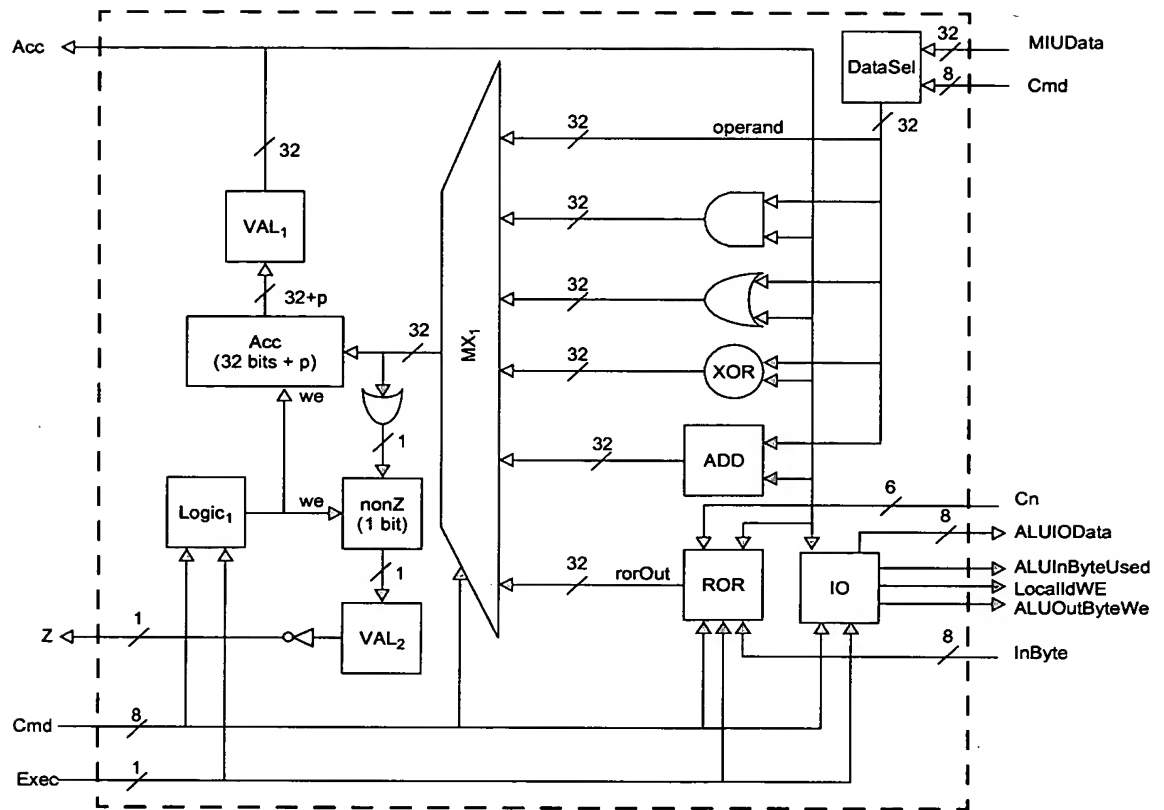 Acc
32
MIUData
DataSel
8
Cmd
32
32
operand
32
32
VAL1
32+p
32
Acc
(32 bits + p)
32
MX1
32
XOR
we
1
32
ADD
Logic1
we
nonZ
(1 bit)
6
Cn
8
ALUIOData
1
32
rorOut
ROR
IO
ALUInByteUsed
LocalIdWE
ALUOutByteWe
Z
1
VAL2
8
InByte
Cmd
8
Exec
1